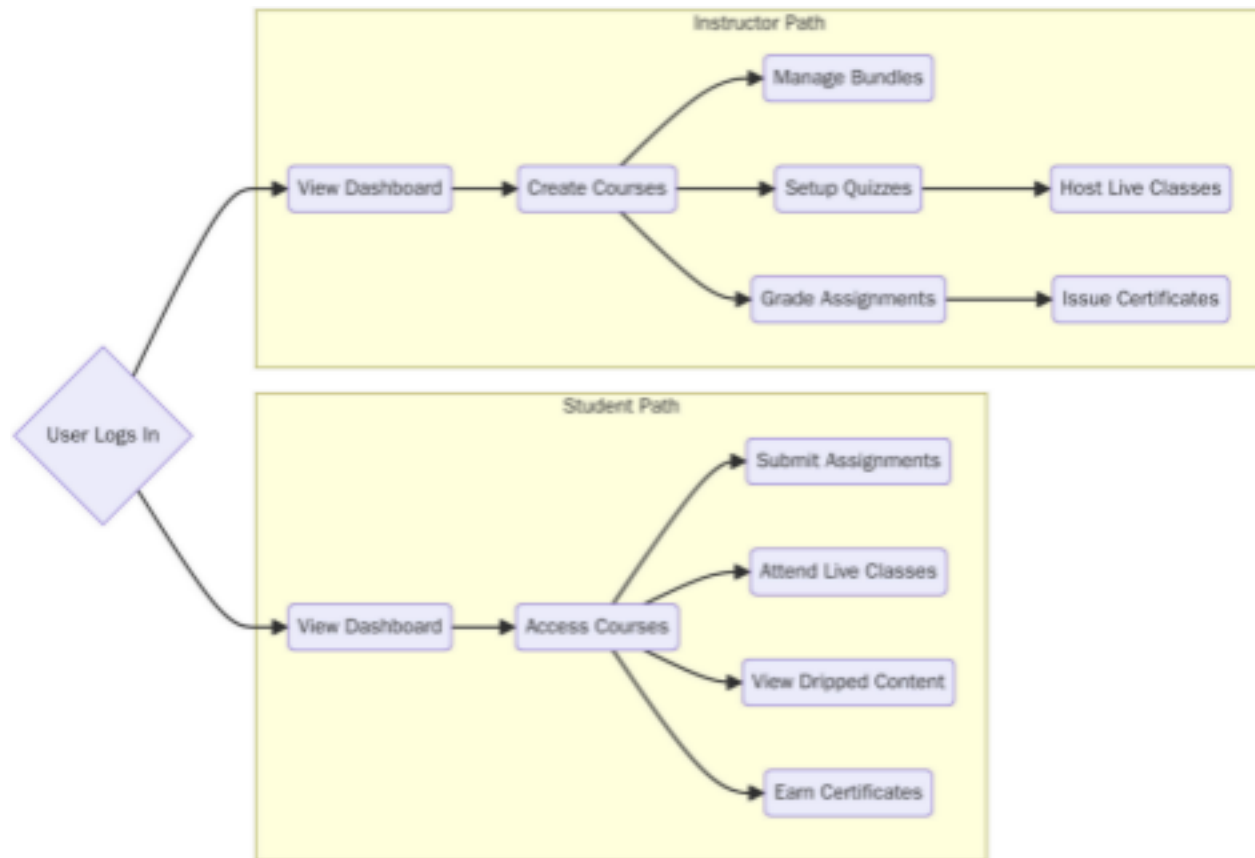 Instructor Path
Manage Bundles
View Dashboard
Create Courses
Setup Quizzes
Host Live Classes
Grade Assignments
Issue Certificates
User Logs In
Student Path
Submit Assignments
Attend Live Classes
View Dashboard
Access Courses
View Dripped Content
Earn Certificates